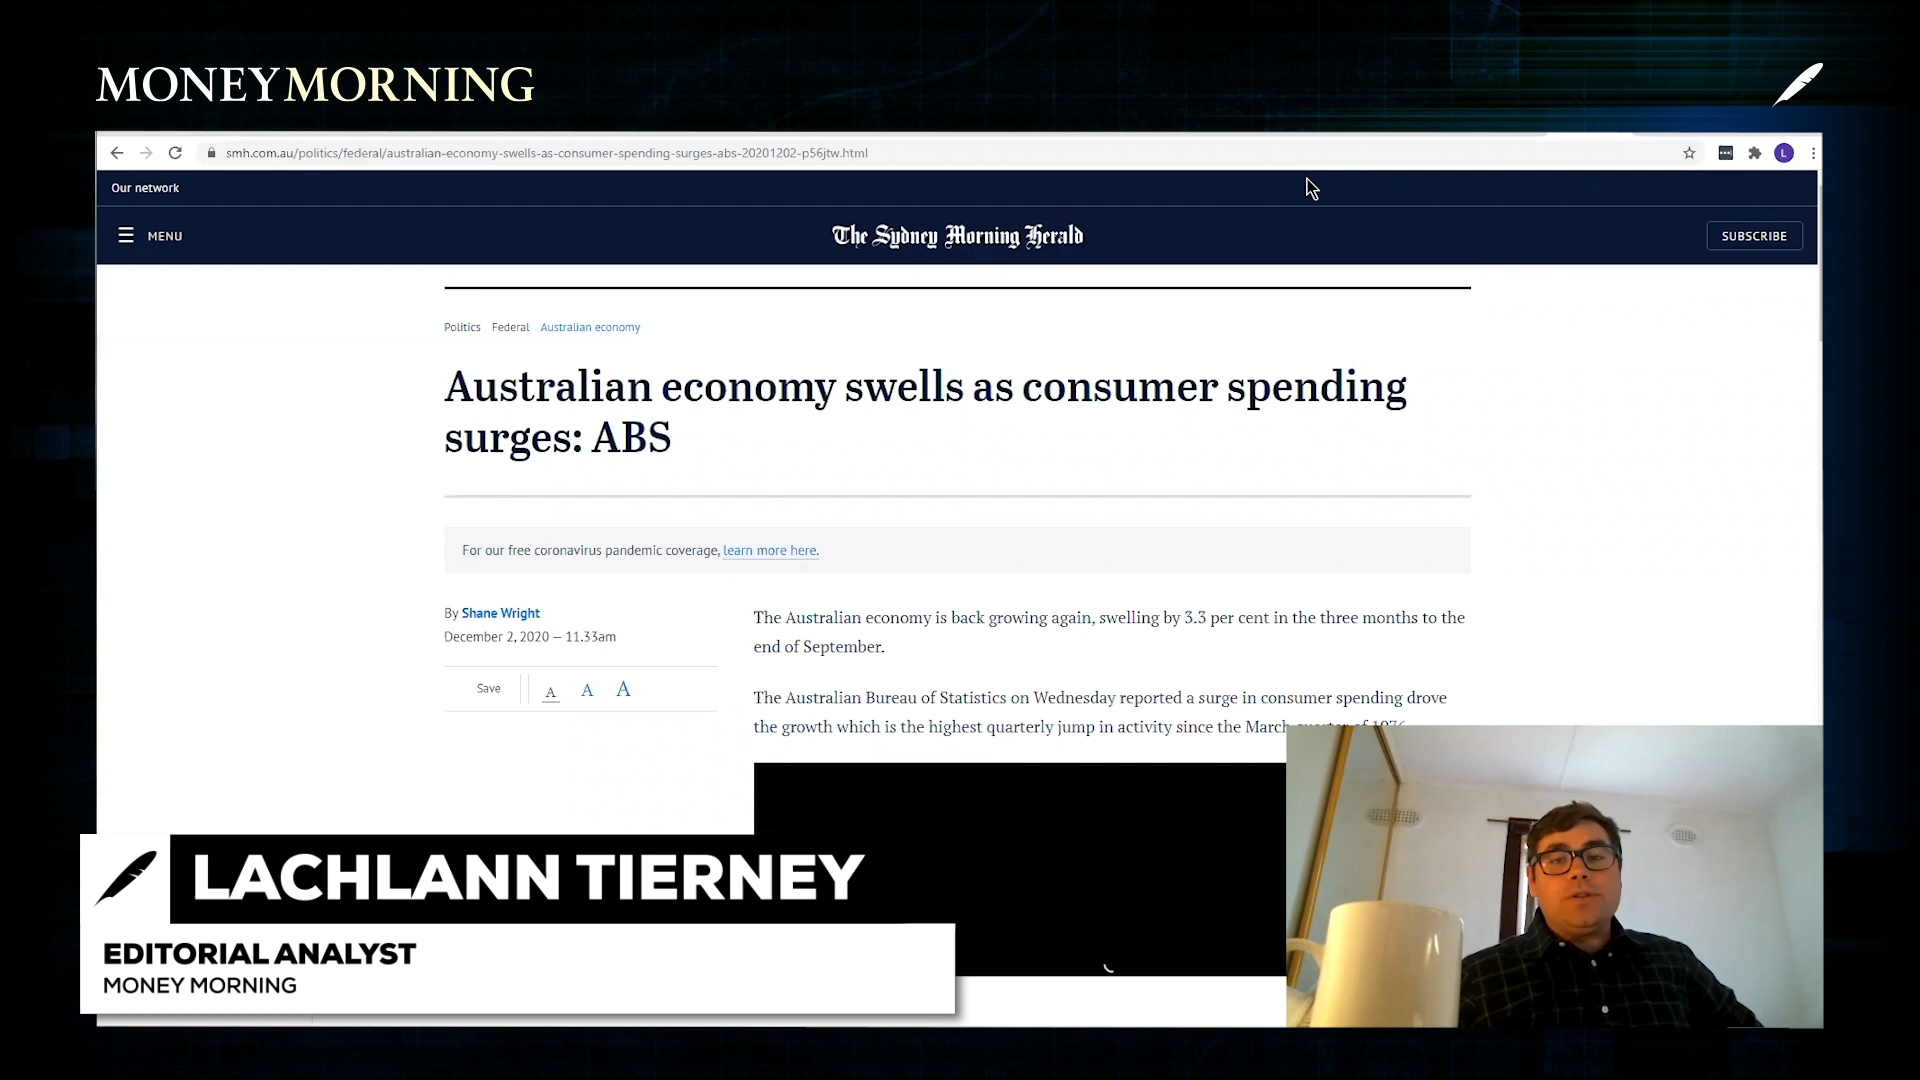 MONEYMORNING
smh.com.au/politics/federal/australian-economy-swells-as-consumer-spending-surges-abs-20201202-p56jtw.html
L
Our network
MENU
The Sydney Morning Herald
SUBSCRIBE
Politics Federal Australian economy
Australian economy swells as consumer spending
surges: ABS
For our free coronavirus pandemic coverage, learn more here.
By Shane Wright
December 2, 2020 — 11.33am
Save A A A
The Australian economy is back growing again, swelling by 3.3 per cent in the three months to the
end of September.
The Australian Bureau of Statistics on Wednesday reported a surge in consumer spending drove
the growth which is the highest quarterly jump in activity since the March
LACHLANN TIERNEY
EDITORIAL ANALYST
MONEY MORNING